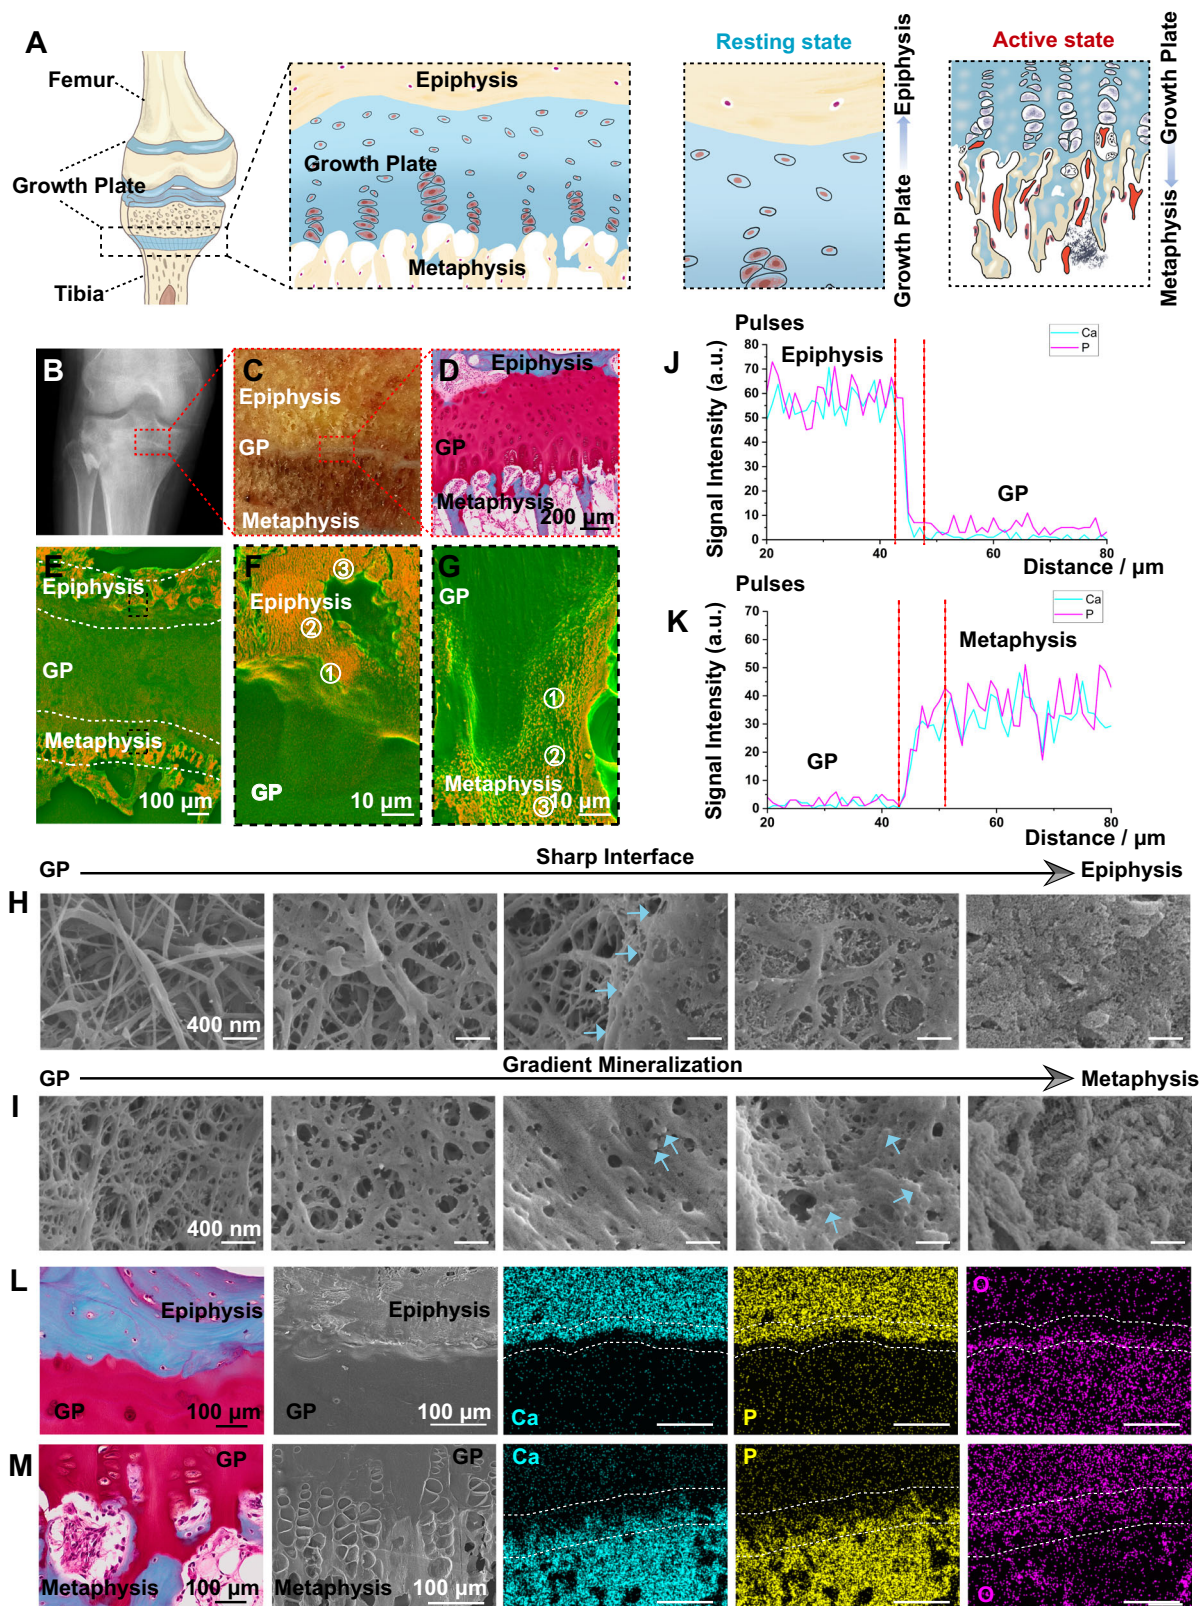 A
Femur
Growth Plate
Tibia
Epiphysis
Growth Plate
Metaphysis
Resting state
Growth Plate
Epiphysis
Active state
Growth Plate
Metaphysis
B
C
Epiphysis
GP
Metaphysis
D
Epiphysis
GP
Metaphysis
200 µm
E
Epiphysis
GP
Metaphysis
100 µm
F
③
Epiphysis
②
①
GP
10 µm
G
GP
①
②
Metaphysis
③
10 µm
J
Pulses
Ca
P
Epiphysis
GP
Signal Intensity (a.u.)
80
70
60
50
40
30
20
10
0
20
40
60
80
Distance / µm
K
Pulses
Ca
P
Metaphysis
GP
Signal Intensity (a.u.)
70
60
50
40
30
20
10
0
20
40
60
80
Distance / µm
GP
Sharp Interface
Epiphysis
H
400 nm
GP
Gradient Mineralization
Metaphysis
I
400 nm
L
Epiphysis
GP
100 µm
Epiphysis
GP
100 µm
Ca
P
O
M
GP
Metaphysis
100 µm
GP
Metaphysis
100 µm
Ca
P
O